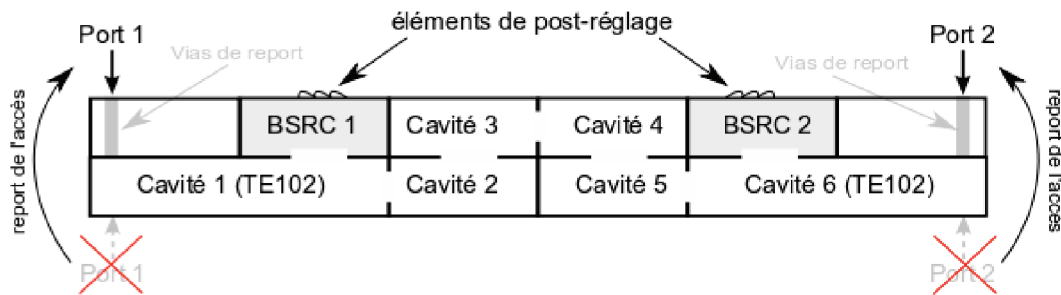 éléments de post-réglage
Port 1
Port 2
Vias de report
Vias de report
report de l'accès
report de l'accès
BSRC 1
Cavité 3
Cavité 4
BSRC 2
Cavité 1 (TE102)
Cavité 2
Cavité 5
Cavité 6 (TE102)
Port 1
Port 2